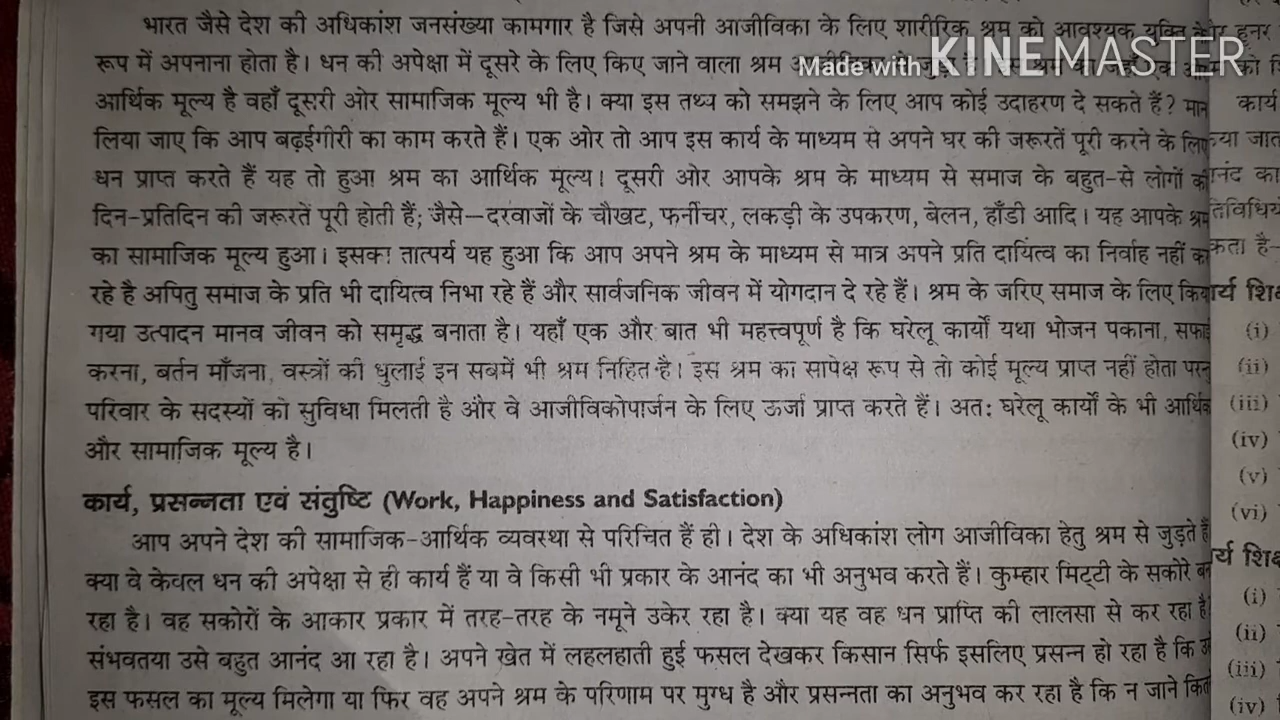 भारत जैसे देश की अधिकांश जनसंख्या कामगार है जिसे अपनी आजीविका के लिए शारीरिक श्रम को आवश्यक युक्ति के
रूप में अपनाना होता है। धन की अपेक्षा में दूसरे के लिए किए जाने वाला श्रम
Made with KINEMASTER
आर्थिक मूल्य है वहाँ दूसरी ओर सामाजिक मूल्य भी है। क्या इस तथ्य को समझने के लिए आप कोई उदाहरण दे सकते हैं? मान
लिया जाए कि आप बढ़ईगीरी का काम करते हैं। एक ओर तो आप इस कार्य के माध्यम से अपने घर की जरूरतें पूरी करने के लिए
धन प्राप्त करते हैं यह तो हुआ श्रम का आर्थिक मूल्य। दूसरी ओर आपके श्रम के माध्यम से समाज के बहुत-से लोगों की
दिन-प्रतिदिन की जरूरतें पूरी होती हैं; जैसे—दरवाजों के चौखट, फर्नीचर, लकड़ी के उपकरण, बेलन, हाँडी आदि। यह आपके श्रम
का सामाजिक मूल्य हुआ। इसका तात्पर्य यह हुआ कि आप अपने श्रम के माध्यम से मात्र अपने प्रति दायित्व का निर्वाह नहीं
रहे है अपितु समाज के प्रति भी दायित्व निभा रहे हैं और सार्वजनिक जीवन में योगदान दे रहे हैं। श्रम के जरिए समाज के लिए किया
गया उत्पादन मानव जीवन को समृद्ध बनाता है। यहाँ एक और बात भी महत्त्वपूर्ण है कि घरेलू कार्यों यथा भोजन पकाना, सफाई
करना, बर्तन माँजना, वस्त्रों की धुलाई इन सबमें भी श्रम निहित है। इस श्रम का सापेक्ष रूप से तो कोई मूल्य प्राप्त नहीं होता
परिवार के सदस्यों को सुविधा मिलती है और वे आजीविकोपार्जन के लिए ऊर्जा प्राप्त करते हैं। अतः घरेलू कार्यों के भी आर्थिक
और सामाजिक मूल्य है।
कार्य, प्रसन्नता एवं संतुष्टि (Work, Happiness and Satisfaction)
आप अपने देश की सामाजिक-आर्थिक व्यवस्था से परिचित हैं ही। देश के अधिकांश लोग आजीविका हेतु श्रम से जुड़ते हैं
क्या वे केवल धन की अपेक्षा से ही कार्य हैं या वे किसी भी प्रकार के आनंद का भी अनुभव करते हैं। कुम्हार मिट्टी के सकोरे
रहा है। वह सकोरों के आकार प्रकार में तरह-तरह के नमूने उकेर रहा है। क्या यह वह धन प्राप्ति की लालसा से कर रहा है
संभवतया उसे बहुत आनंद आ रहा है। अपने खेत में लहलहाती हुई फसल देखकर किसान सिर्फ इसलिए प्रसन्न हो रहा है कि
इस फसल का मूल्य मिलेगा या फिर वह अपने श्रम के परिणाम पर मुग्ध है और प्रसन्नता का अनुभव कर रहा है कि न जाने
हुनर
कार्य
(i)
(ii)
(iii)
(iv)
(v)
(vi)
(i)
(ii)
(iii)
(iv)